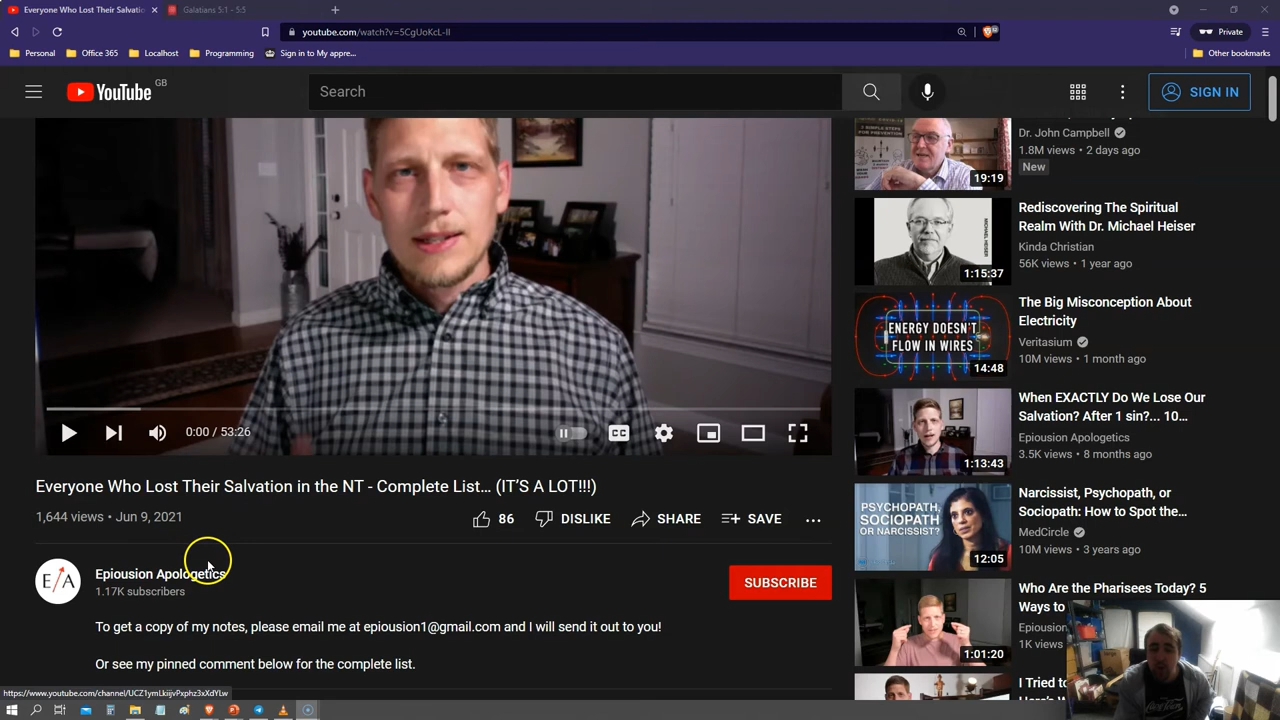 Everyone Who Lost Their Salvatio
Galatians 5:1 - 5:5
youtube.com/watch?v=5CgUoKcL-lI
Private
Personal
Office 365
Localhost
Programming
Sign in to My appre...
Other bookmarks
YouTube
GB
Search
SIGN IN
Dr. John Campbell
1.8M views • 2 days ago
New
19:19
Rediscovering The Spiritual
Realm With Dr. Michael Heiser
Kinda Christian
56K views • 1 year ago
MICHAEL HEISER
1:15:37
The Big Misconception About
Electricity
Veritasium
10M views • 1 month ago
ENERGY DOESN'T
FLOW IN WIRES
14:48
When EXACTLY Do We Lose Our
Salvation? After 1 sin?... 10...
Epiousion Apologetics
3.5K views • 8 months ago
1:13:43
Narcissist, Psychopath, or
Sociopath: How to Spot the...
MedCircle
10M views • 3 years ago
PSYCHOPATH,
SOCIOPATH
OR NARCISSIST?
12:05
Who Are the Pharisees Today? 5
Ways to
Epiousion
1K views
1:01:20
I Tried to
0:00 / 53:26
CC
Everyone Who Lost Their Salvation in the NT - Complete List... (IT'S A LOT!!!)
1,644 views • Jun 9, 2021
86
DISLIKE
SHARE
SAVE
E/A
Epiousion Apologetics
1.17K subscribers
SUBSCRIBE
To get a copy of my notes, please email me at epiousion1@gmail.com and I will send it out to you!
Or see my pinned comment below for the complete list.
https://www.youtube.com/channel/UCZ1ymLkiijvPxphz3xXdYLw